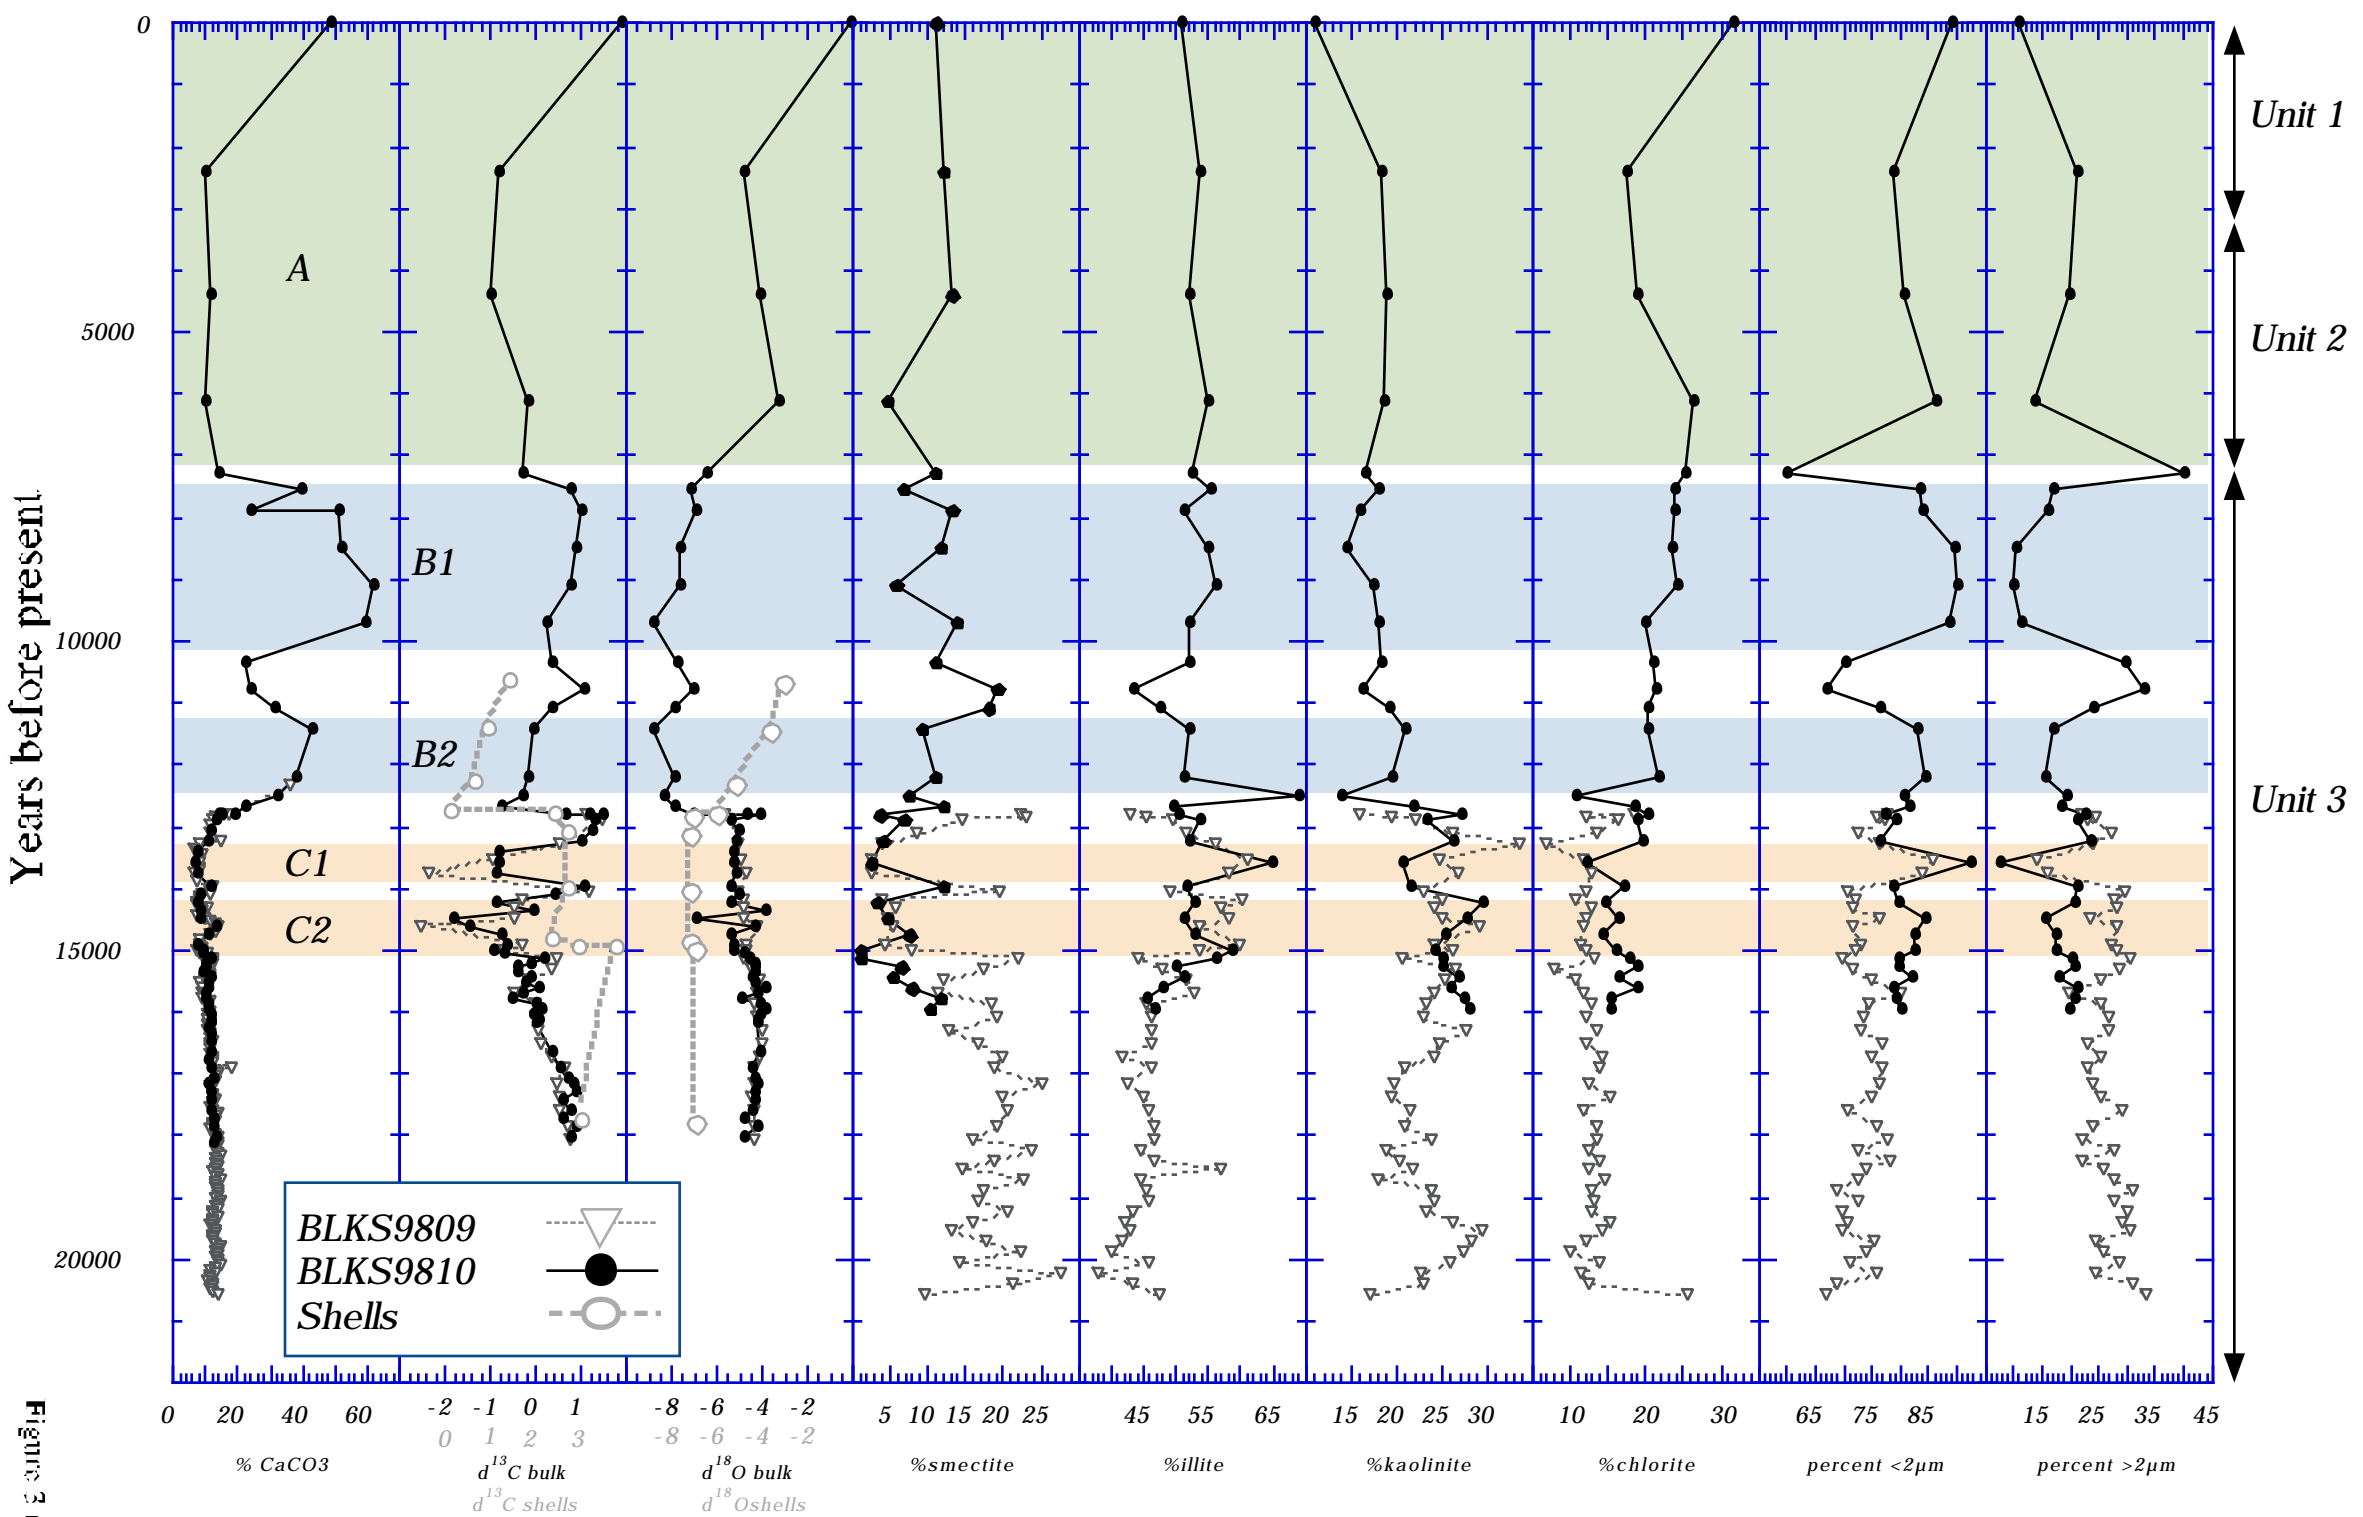 0
5000
10000
15000
20000
Years before present
A
B1
B2
C1
C2
Unit 1
Unit 2
Unit 3
BLKS9809
BLKS9810
Shells
0 20 40 60
-2 -1 0 1
-8 -6 -4 -2
5 10 15 20 25
45 55 65
15 20 25 30
10 20 30
65 75 85
15 25 35 45
0 1 2 3
-8 -6 -4 -2
% CaCO3
d13C bulk
d18O bulk
%smectite
%illite
%kaolinite
%chlorite
percent <2µm
percent >2µm
d13C shells
d18Oshells
Figure 3